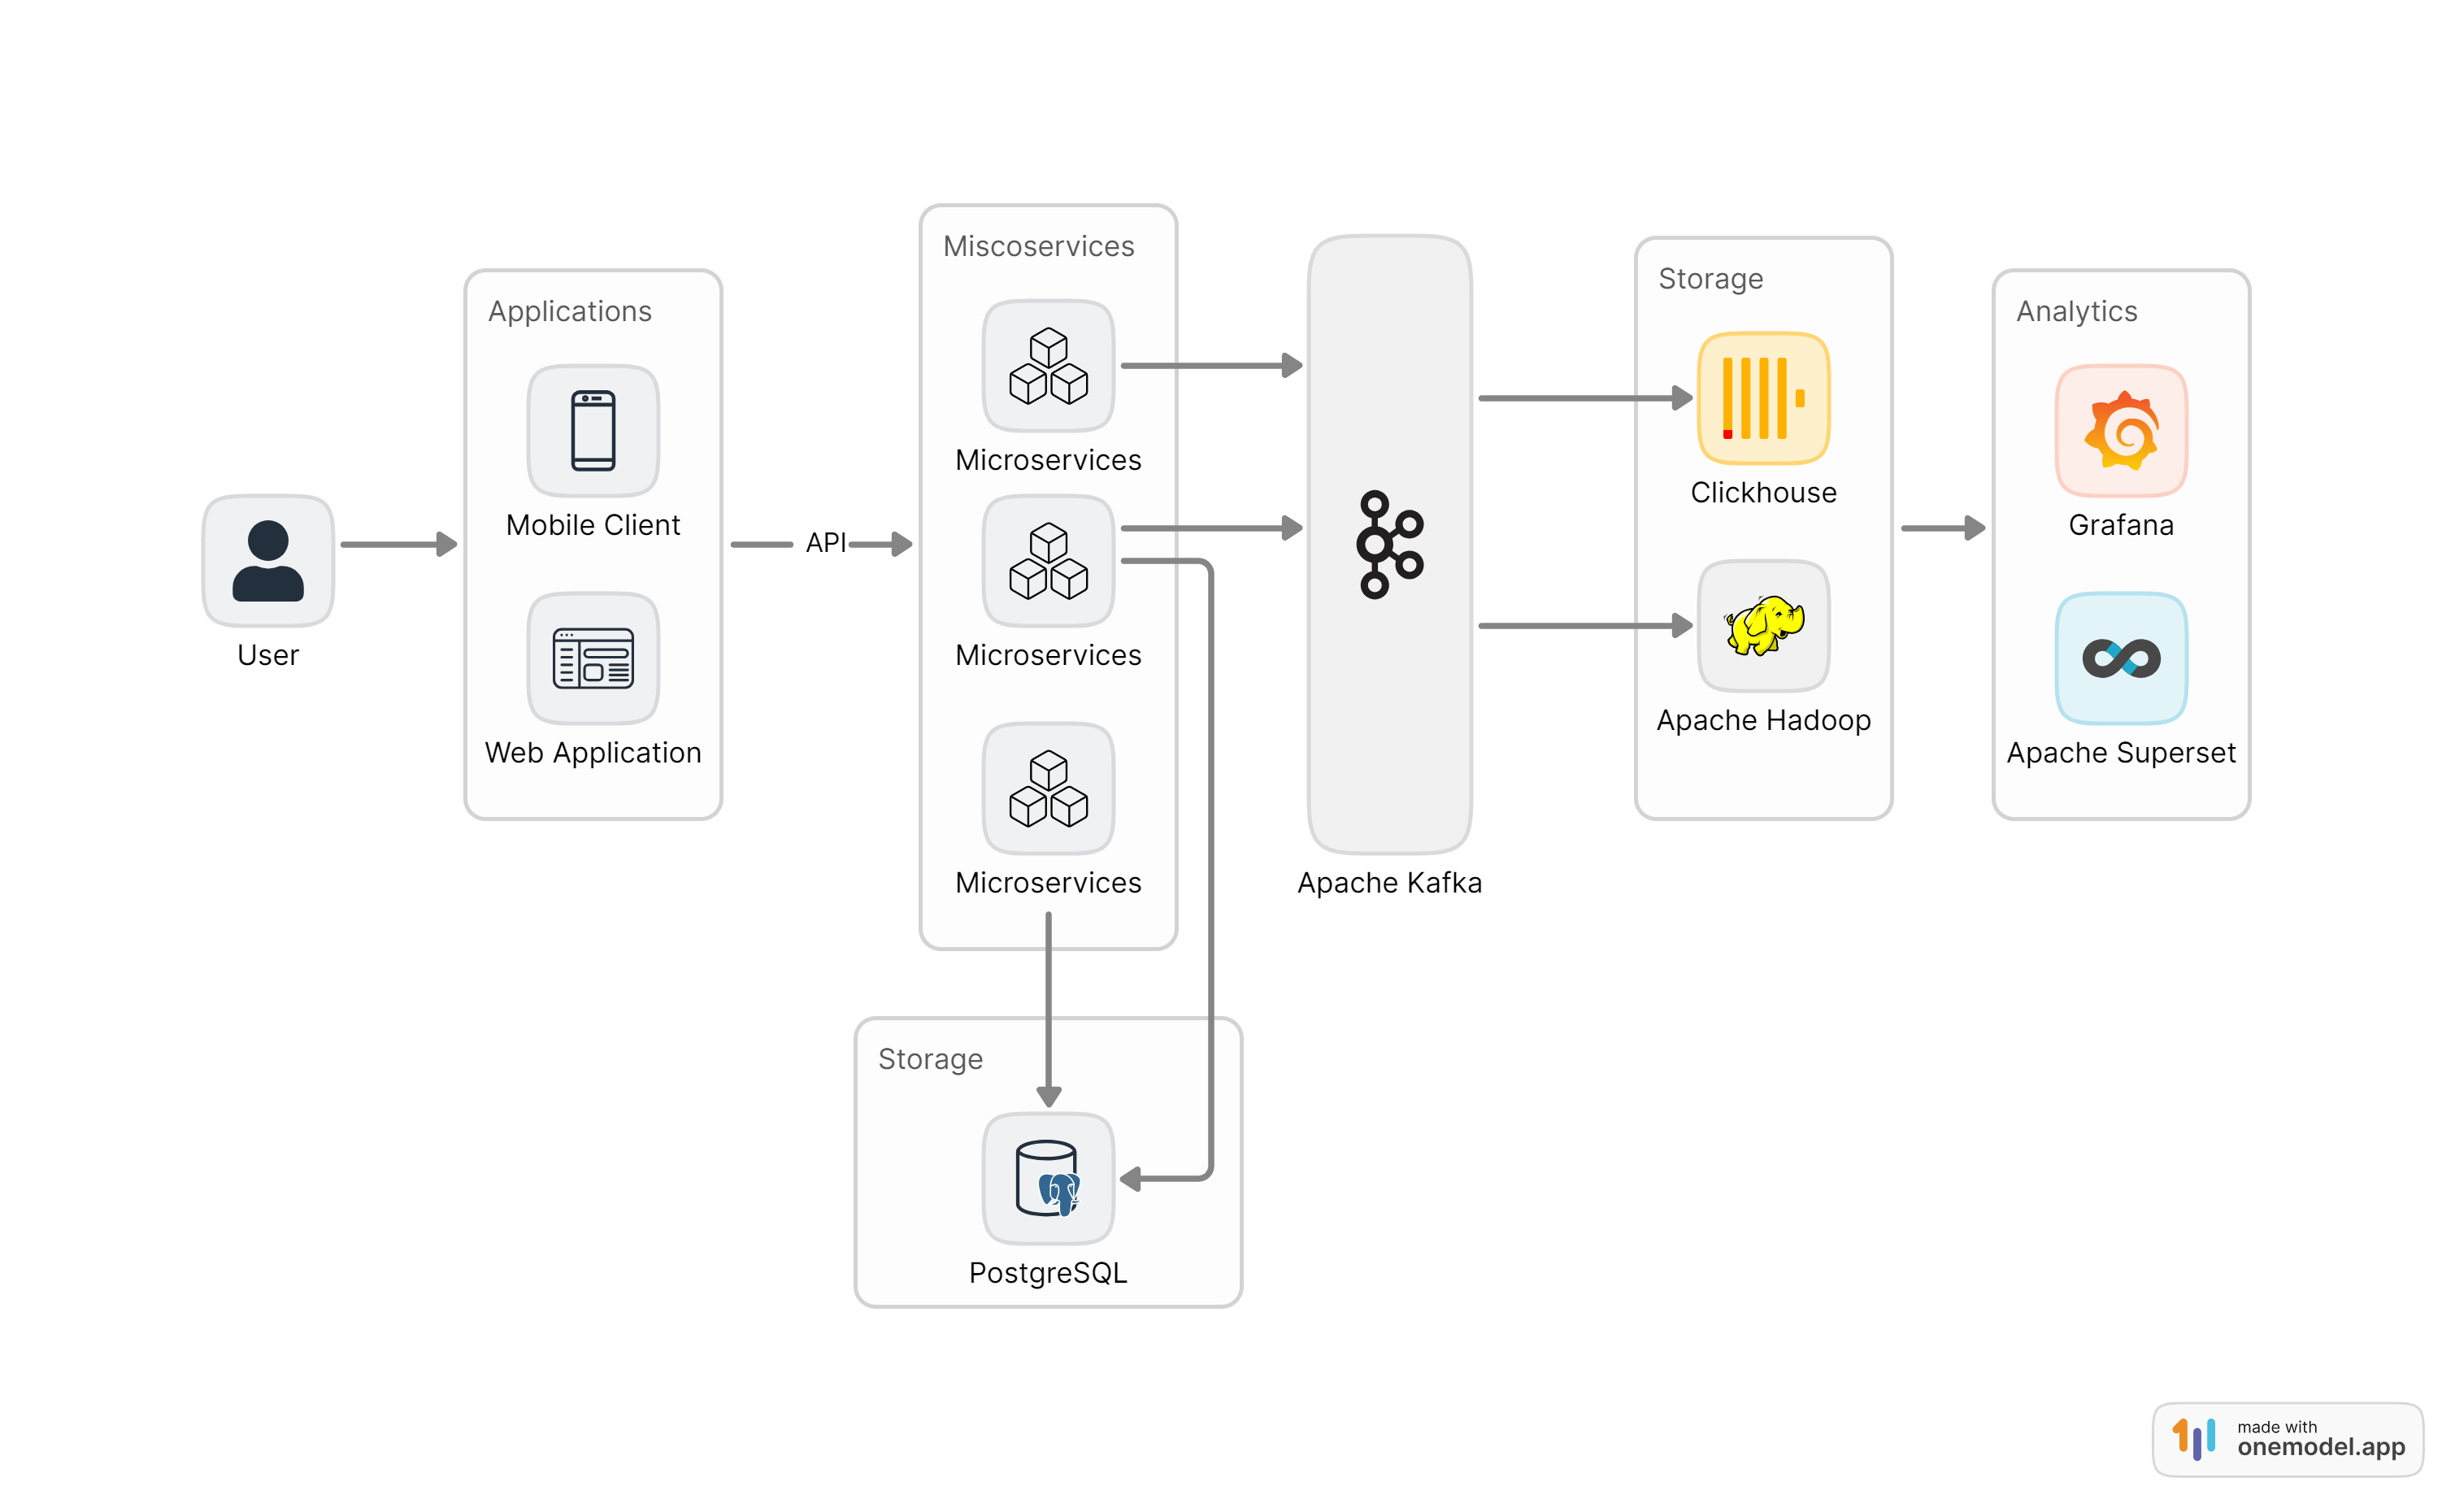 User
Applications
Mobile Client
Web Application
API
Miscoservices
Microservices
Microservices
Microservices
Storage
PostgreSQL
Apache Kafka
Storage
Clickhouse
Apache Hadoop
Analytics
Grafana
Apache Superset
made with
onemodel.app